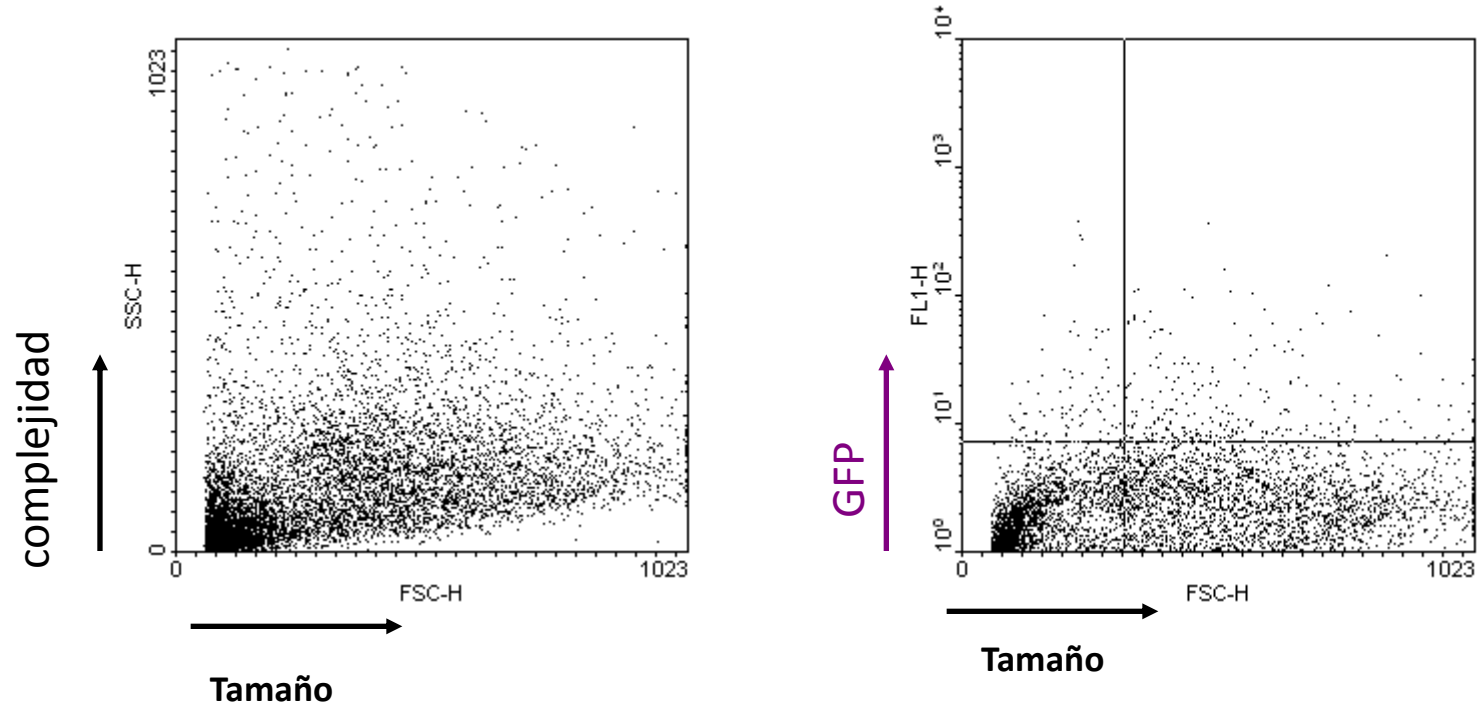 complejidad
SSC-H
1023
0
0
1023
FSC-H
Tamaño
GFP
FL1-H
10⁴
10³
10²
10¹
10⁰
0
1023
FSC-H
Tamaño